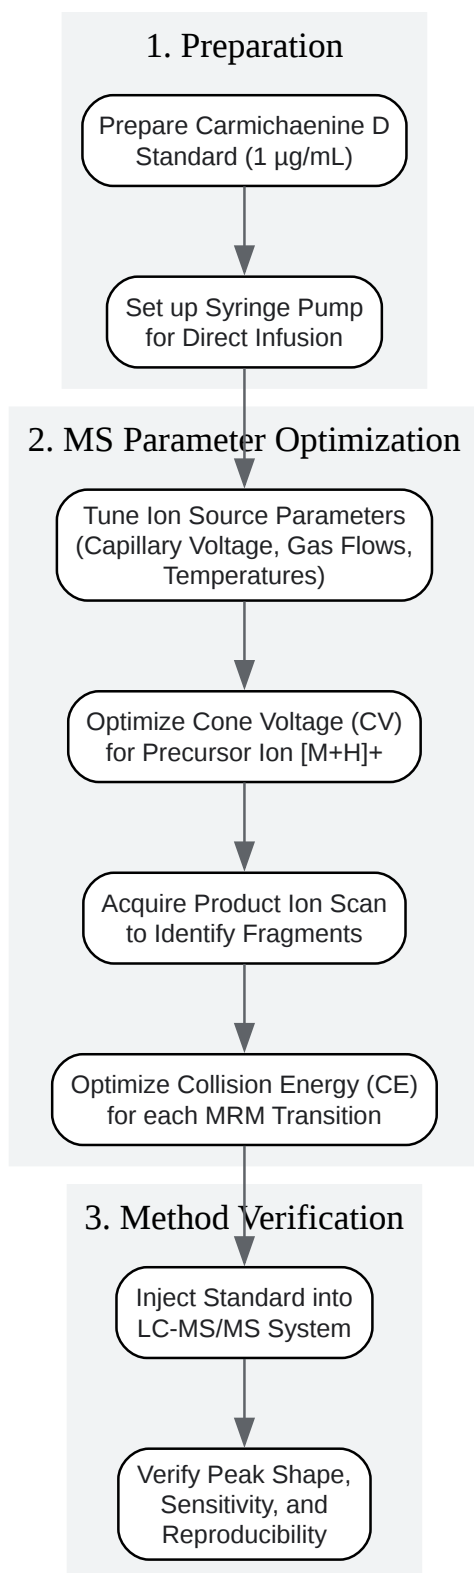 1. Preparation
Prepare Carmichaenine D
Standard (1 µg/mL)
Set up Syringe Pump
for Direct Infusion
2. MS Parameter Optimization
Tune Ion Source Parameters
(Capillary Voltage, Gas Flows,
Temperatures)
Optimize Cone Voltage (CV)
for Precursor Ion [M+H]+
Acquire Product Ion Scan
to Identify Fragments
Optimize Collision Energy (CE)
for each MRM Transition
3. Method Verification
Inject Standard into
LC-MS/MS System
Verify Peak Shape,
Sensitivity, and
Reproducibility